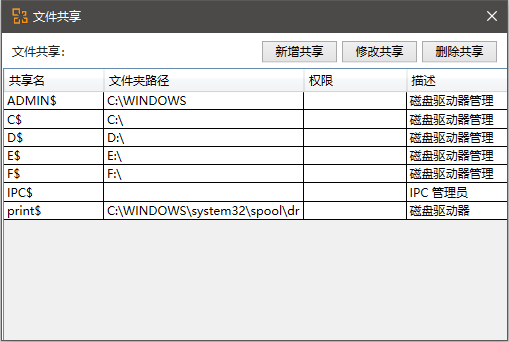 文件共享
文件共享:
新增共享 修改共享 删除共享
共享名 文件夹路径 权限 描述
ADMIN$ C:\WINDOWS 磁盘驱动器管理
C$ C:\ 磁盘驱动器管理
D$ D:\ 磁盘驱动器管理
E$ E:\ 磁盘驱动器管理
F$ F:\ 磁盘驱动器管理
IPC$ IPC 管理员
print$ C:\WINDOWS\system32\spool\dr 磁盘驱动器